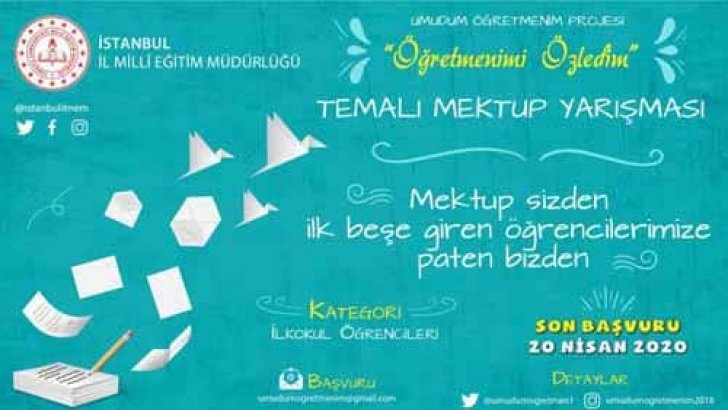 İSTANBUL
İL MİLLİ EĞİTİM MÜDÜRLÜĞÜ
@istanbulilmem
UMUDUM ÖĞRETMENİM PROJESİ
"Öğretmenimi Özledim"
TEMALI MEKTUP YARIŞMASI
Mektup sizden
ilk beşe giren öğrencilerimize
paten bizden
KATEGORİ
İLKOKUL ÖĞRENCİLERİ
SON BAŞVURU
20 NİSAN 2020
BAŞVURU
umudumogretmenim@gmail.com
DETAYLAR
@umudumogretmen1
umudumogretmenim2018